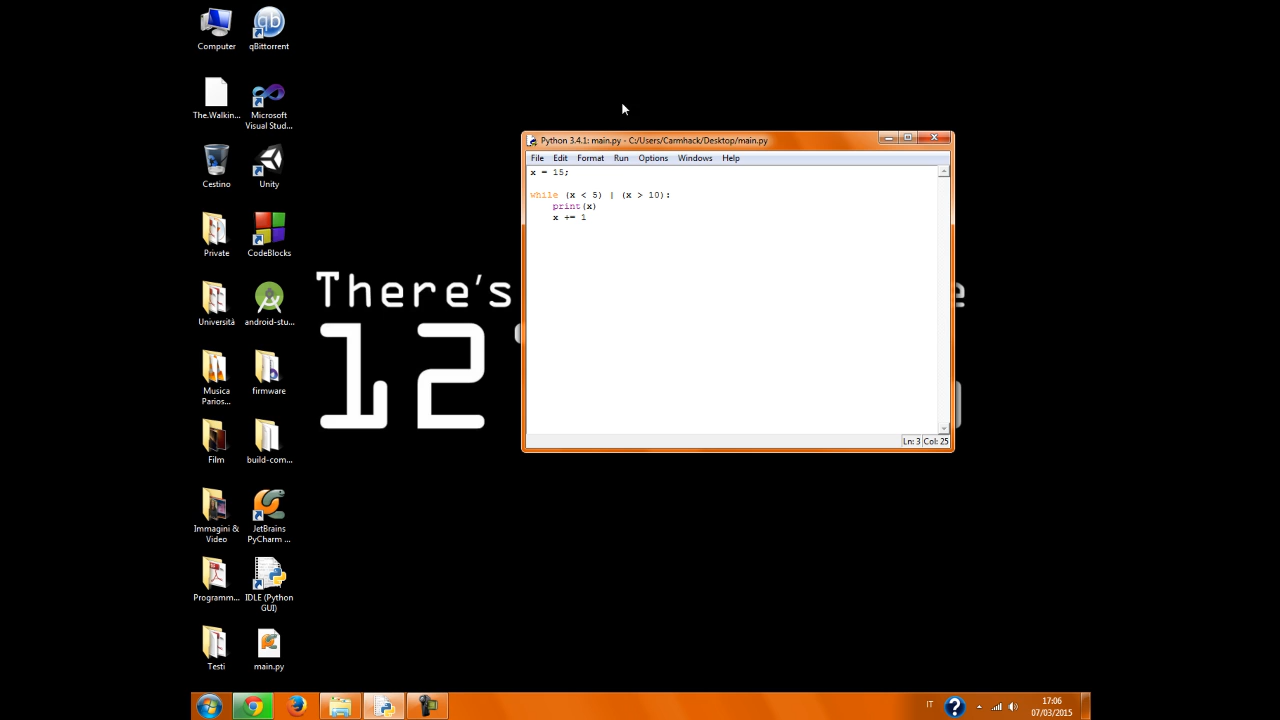 Computer
qBittorrent
The.Walkin...
Microsoft
Visual Stud...
Cestino
Unity
Private
CodeBlocks
Università
android-stu...
Musica
Parios...
firmware
Film
build-com...
Immagini &
Video
JetBrains
PyCharm ...
Programm...
IDLE (Python
GUI)
Testi
main.py
There's
12
Python 3.4.1: main.py - C:/Users/Carmhack/Desktop/main.py
File Edit Format Run Options Windows Help
x = 15;
while (x < 5) | (x > 10):
    print(x)
    x += 1
Ln: 3 Col: 25
IT
17:06
07/03/2015